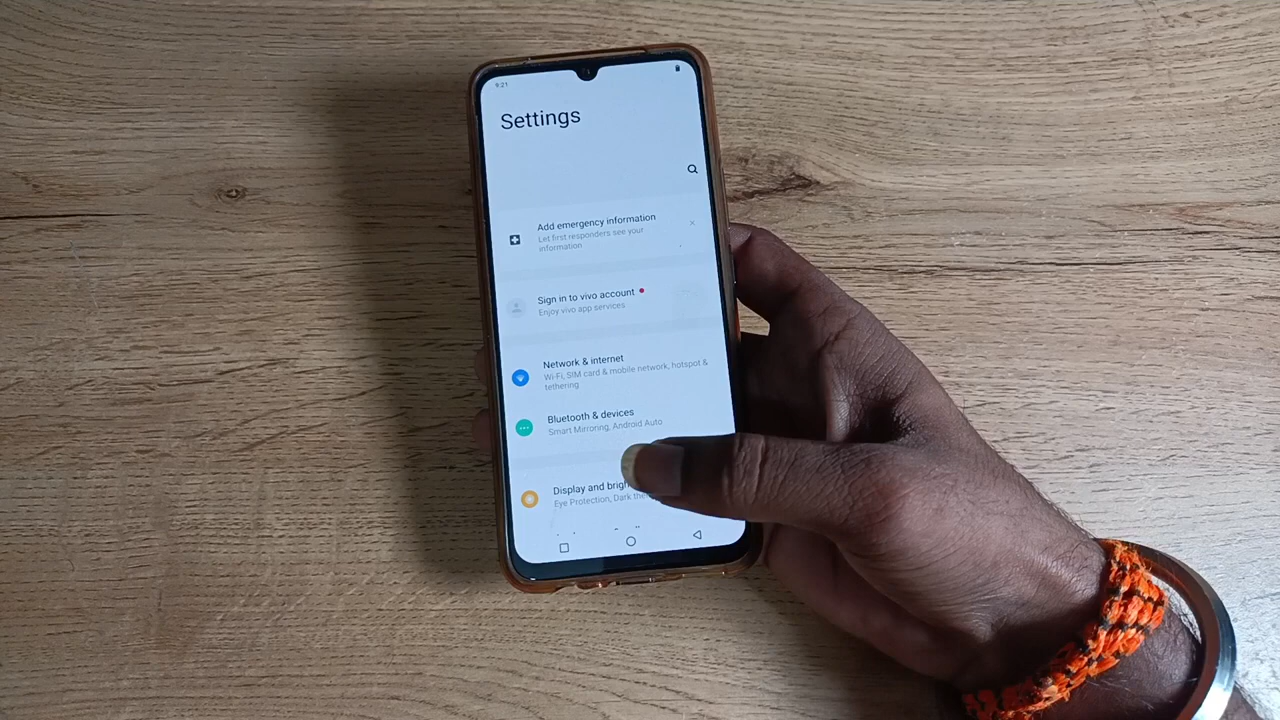 9:21
Settings
Add emergency information
Let first responders see your
information
Sign in to vivo account
Enjoy vivo app services
Network & internet
Wi-Fi, SIM card & mobile network, hotspot &
tethering
Bluetooth & devices
Smart Mirroring, Android Auto
Display and brigh
Eye Protection, Dark the